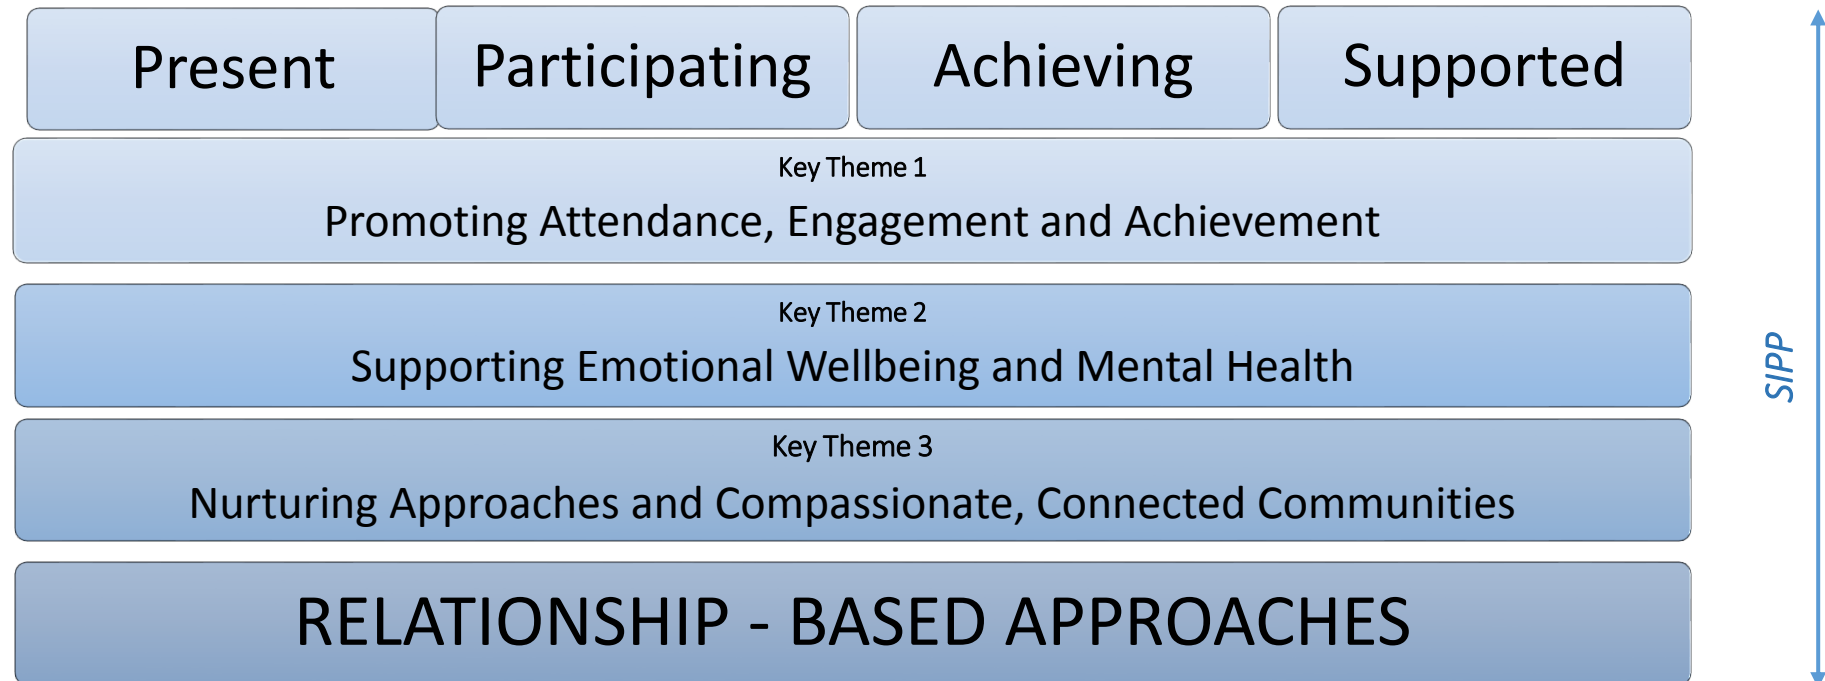 Present
Participating
Achieving
Supported
Key Theme 1
Promoting Attendance, Engagement and Achievement
Key Theme 2
Supporting Emotional Wellbeing and Mental Health
Key Theme 3
Nurturing Approaches and Compassionate, Connected Communities
RELATIONSHIP - BASED APPROACHES
SIPP